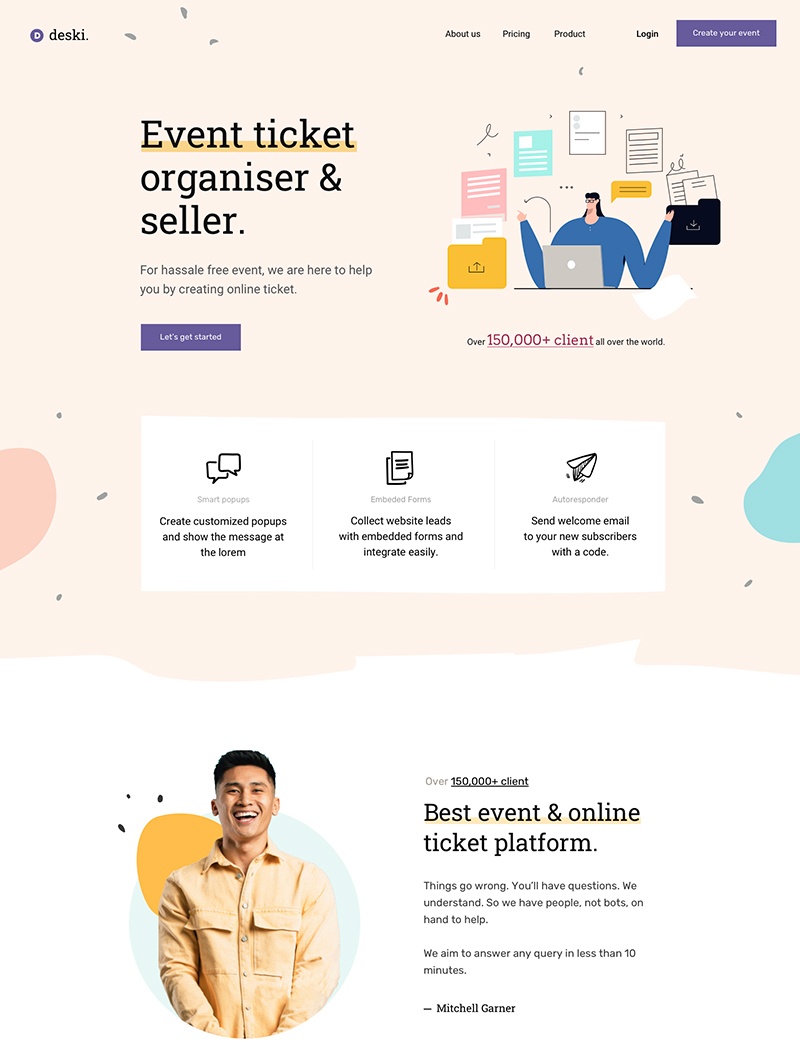 D deski.
About us
Pricing
Product
Login
Create your event
Event ticket
organiser &
seller.
For hassale free event, we are here to help
you by creating online ticket.
Let's get started
Over 150,000+ client all over the world.
Smart popups
Create customized popups
and show the message at
the lorem
Embeded Forms
Collect website leads
with embedded forms and
integrate easily.
Autoresponder
Send welcome email
to your new subscribers
with a code.
Over 150,000+ client
Best event & online
ticket platform.
Things go wrong. You'll have questions. We
understand. So we have people, not bots, on
hand to help.
We aim to answer any query in less than 10
minutes.
— Mitchell Garner